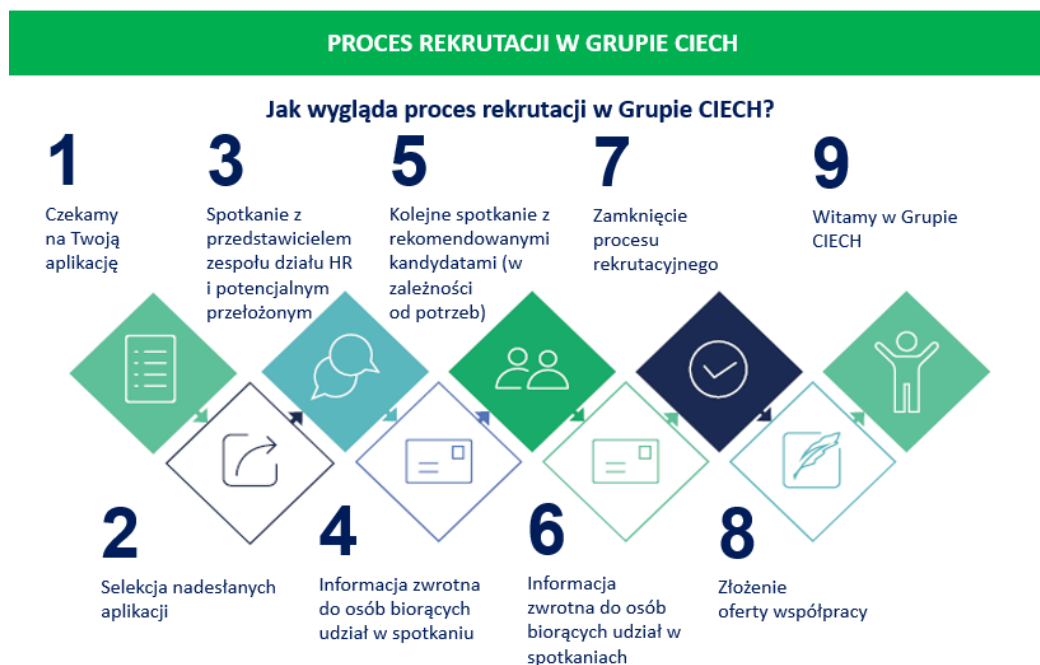 PROCES REKRUTACJI W GRUPIE CIECH
Jak wygląda proces rekrutacji w Grupie CIECH?
1
Czekamy
na Twoją
aplikację
2
Selekcja nadesłanych
aplikacji
3
Spotkanie z
przedstawicielem
zespołu działu HR
i potencjalnym
przełożonym
4
Informacja zwrotna
do osób biorących
udział w spotkaniu
5
Kolejne spotkanie z
rekomendowanymi
kandydatami (w
zależności
od potrzeb)
6
Informacja
zwrotna do osób
biorących udział w
spotkaniach
7
Zamknięcie
procesu
rekrutacyjnego
8
Złożenie
oferty współpracy
9
Witamy w Grupie
CIECH